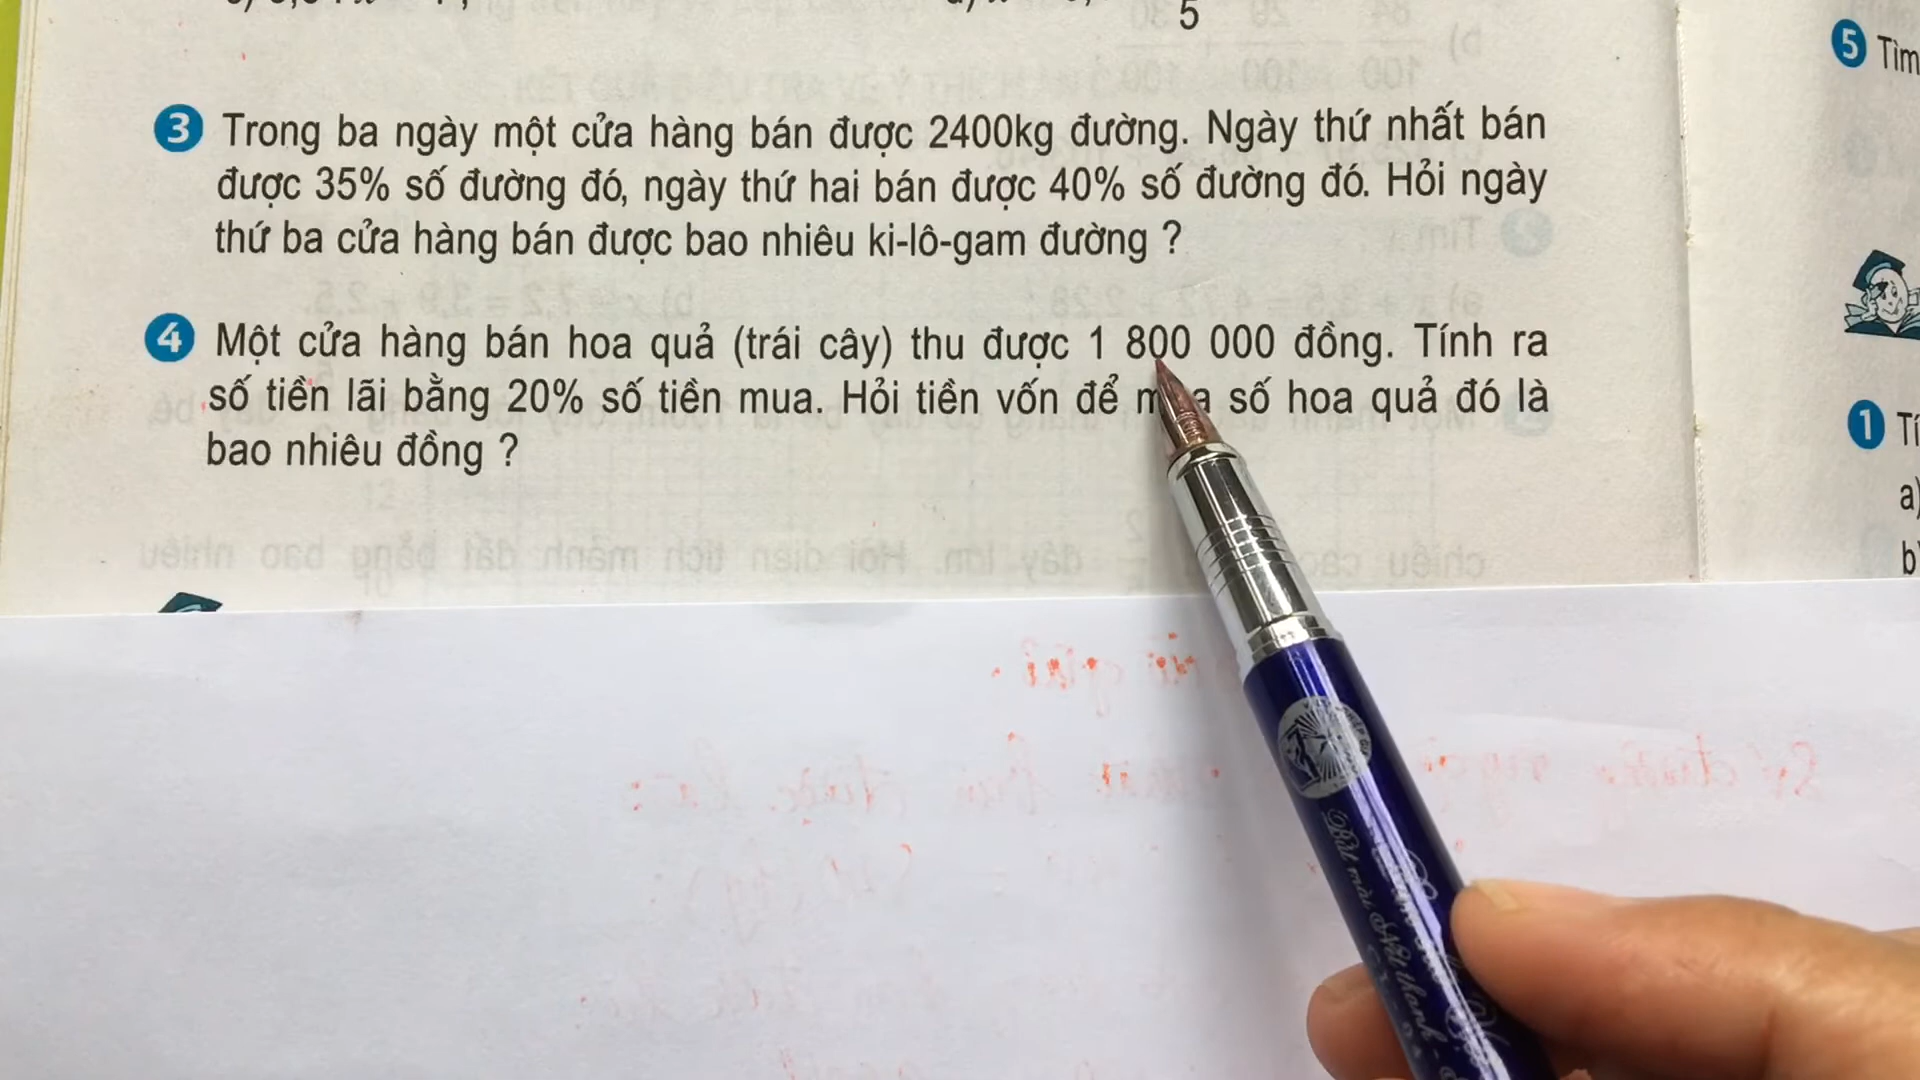 5
3 Trong ba ngày một cửa hàng bán được 2400kg đường. Ngày thứ nhất bán
được 35% số đường đó, ngày thứ hai bán được 40% số đường đó. Hỏi ngày
thứ ba cửa hàng bán được bao nhiêu ki-lô-gam đường ?
4 Một cửa hàng bán hoa quả (trái cây) thu được 1 800 000 đồng. Tính ra
số tiền lãi bằng 20% số tiền mua. Hỏi tiền vốn để mua số hoa quả đó là
bao nhiêu đồng ?
5 Tìm
1 Tí
a)
b)